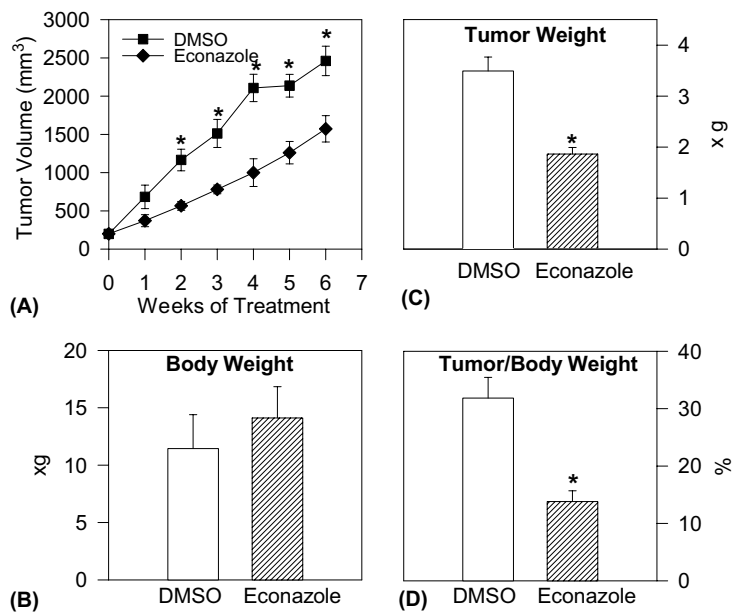 3000
2500
2000
1500
1000
500
0
Tumor Volume (mm³)
DMSO
Econazole
*
*
*
*
*
0 1 2 3 4 5 6 7
Weeks of Treatment
(A)
Tumor Weight
4
3
2
1
0
x g
*
DMSO Econazole
(C)
Body Weight
20
15
10
5
0
xg
DMSO Econazole
(B)
Tumor/Body Weight
40
30
20
10
0
%
*
DMSO Econazole
(D)